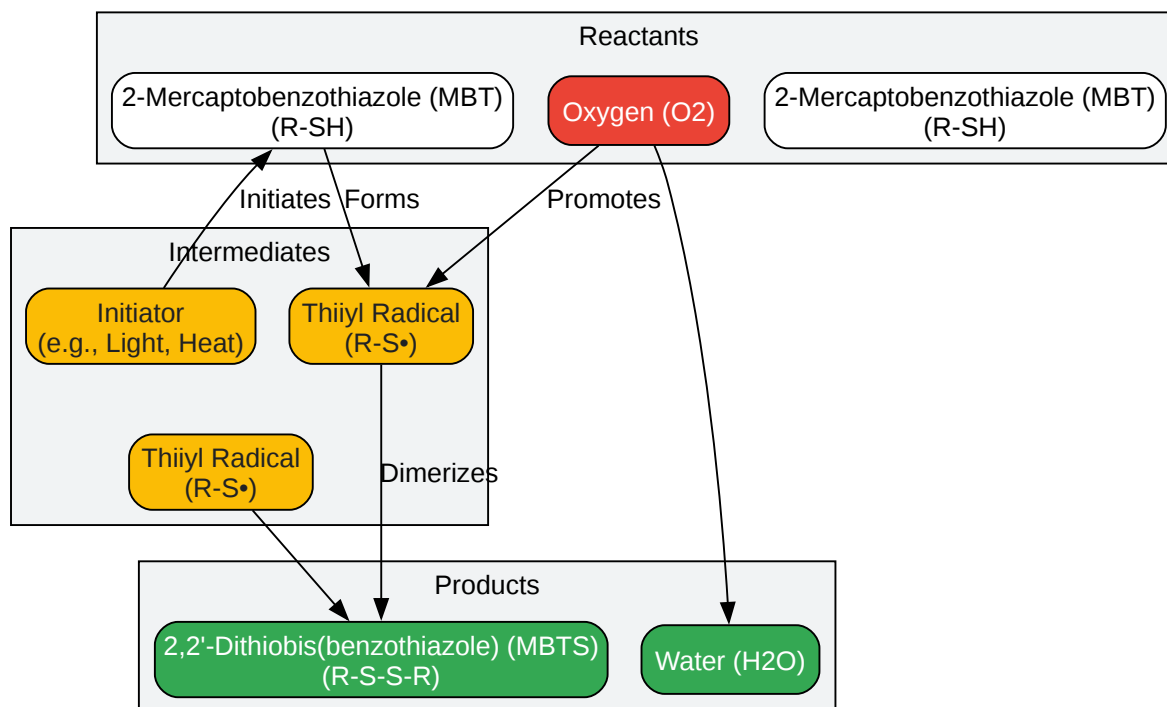 Reactants
2-Mercaptobenzothiazole (MBT)
(R-SH)
Oxygen (O2)
2-Mercaptobenzothiazole (MBT)
(R-SH)
Initiates
Forms
Promotes
Intermediates
Initiator
(e.g., Light, Heat)
Thiiyl Radical
(R-S•)
Thiiyl Radical
(R-S•)
Dimerizes
Products
2,2'-Dithiobis(benzothiazole) (MBTS)
(R-S-S-R)
Water (H2O)